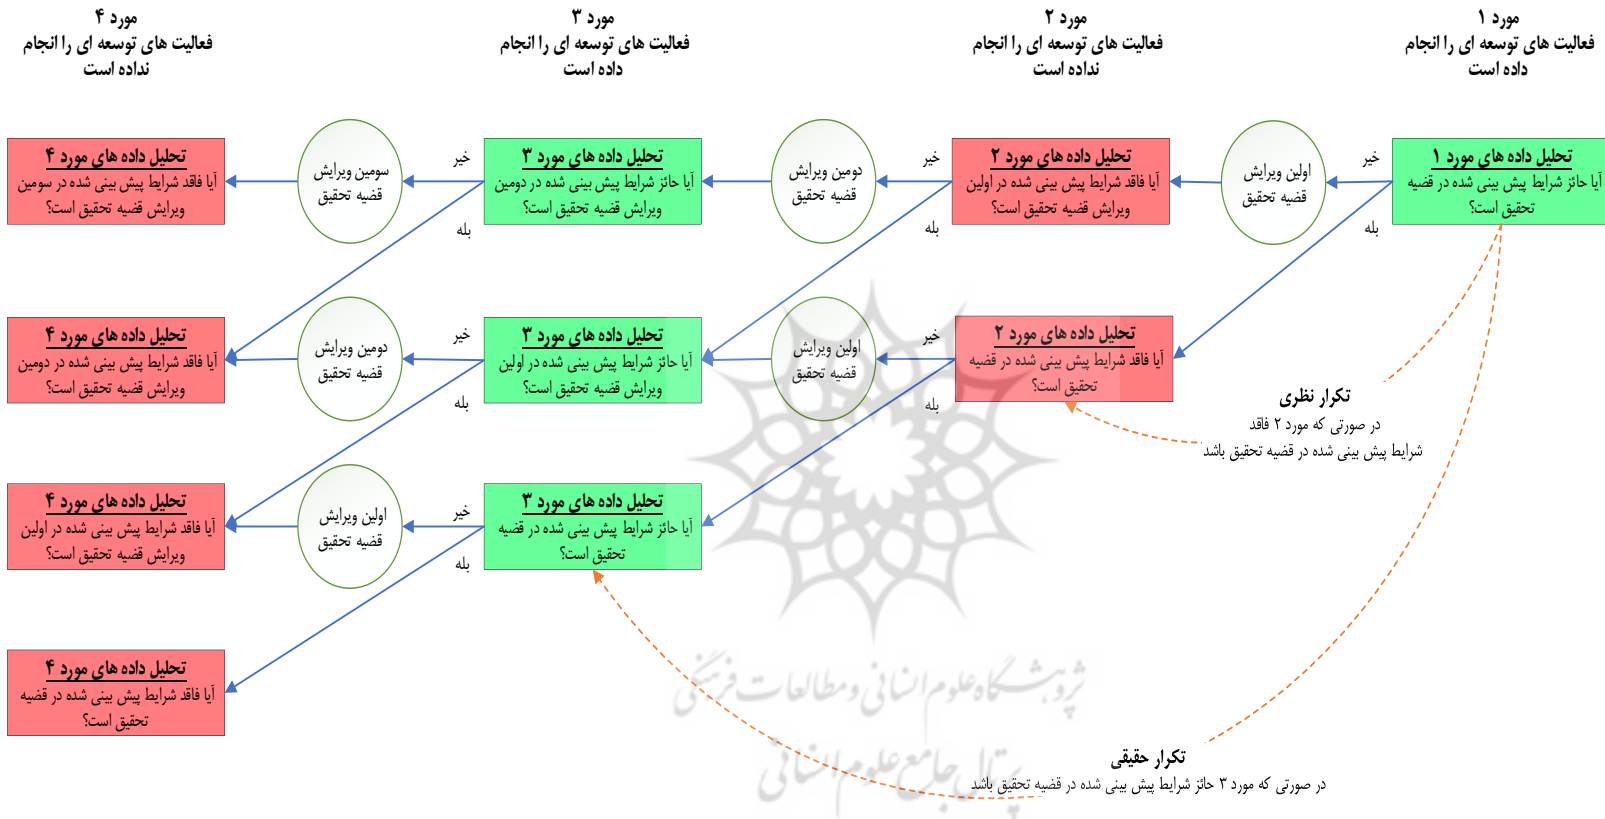 مورد ۱
فعالیت های توسعه ای را انجام
داده است
مورد ۲
فعالیت های توسعه ای را انجام
نداده است
مورد ۳
فعالیت های توسعه ای را انجام
داده است
مورد ۴
فعالیت های توسعه ای را انجام
نداده است
تحلیل داده های مورد ۱
آیا حائز شرایط پیش بینی شده در قضیه
تحقیق است؟
خیر
بله
اولین ویرایش
قضیه تحقیق
تحلیل داده های مورد ۲
آیا فاقد شرایط پیش بینی شده در اولین
ویرایش قضیه تحقیق است؟
خیر
بله
دومین ویرایش
قضیه تحقیق
تحلیل داده های مورد ۳
آیا حائز شرایط پیش بینی شده در دومین
ویرایش قضیه تحقیق است؟
خیر
بله
سومین ویرایش
قضیه تحقیق
تحلیل داده های مورد ۴
آیا فاقد شرایط پیش بینی شده در سومین
ویرایش قضیه تحقیق است؟
تحلیل داده های مورد ۲
آیا فاقد شرایط پیش بینی شده در قضیه
تحقیق است؟
خیر
بله
اولین ویرایش
قضیه تحقیق
تحلیل داده های مورد ۳
آیا حائز شرایط پیش بینی شده در اولین
ویرایش قضیه تحقیق است؟
خیر
بله
دومین ویرایش
قضیه تحقیق
تحلیل داده های مورد ۴
آیا فاقد شرایط پیش بینی شده در دومین
ویرایش قضیه تحقیق است؟
تکرار نظری
در صورتی که مورد ۲ فاقد
شرایط پیش بینی شده در قضیه تحقیق باشد
تحلیل داده های مورد ۳
آیا حائز شرایط پیش بینی شده در قضیه
تحقیق است؟
خیر
بله
اولین ویرایش
قضیه تحقیق
تحلیل داده های مورد ۴
آیا فاقد شرایط پیش بینی شده در اولین
ویرایش قضیه تحقیق است؟
تحلیل داده های مورد ۴
آیا فاقد شرایط پیش بینی شده در قضیه
تحقیق است؟
پژوهشگاه علوم انسانی و مطالعات فرهنگی
پرتال جامع علوم انسانی
تکرار حقیقی
در صورتی که مورد ۳ حائز شرایط پیش بینی شده در قضیه تحقیق باشد